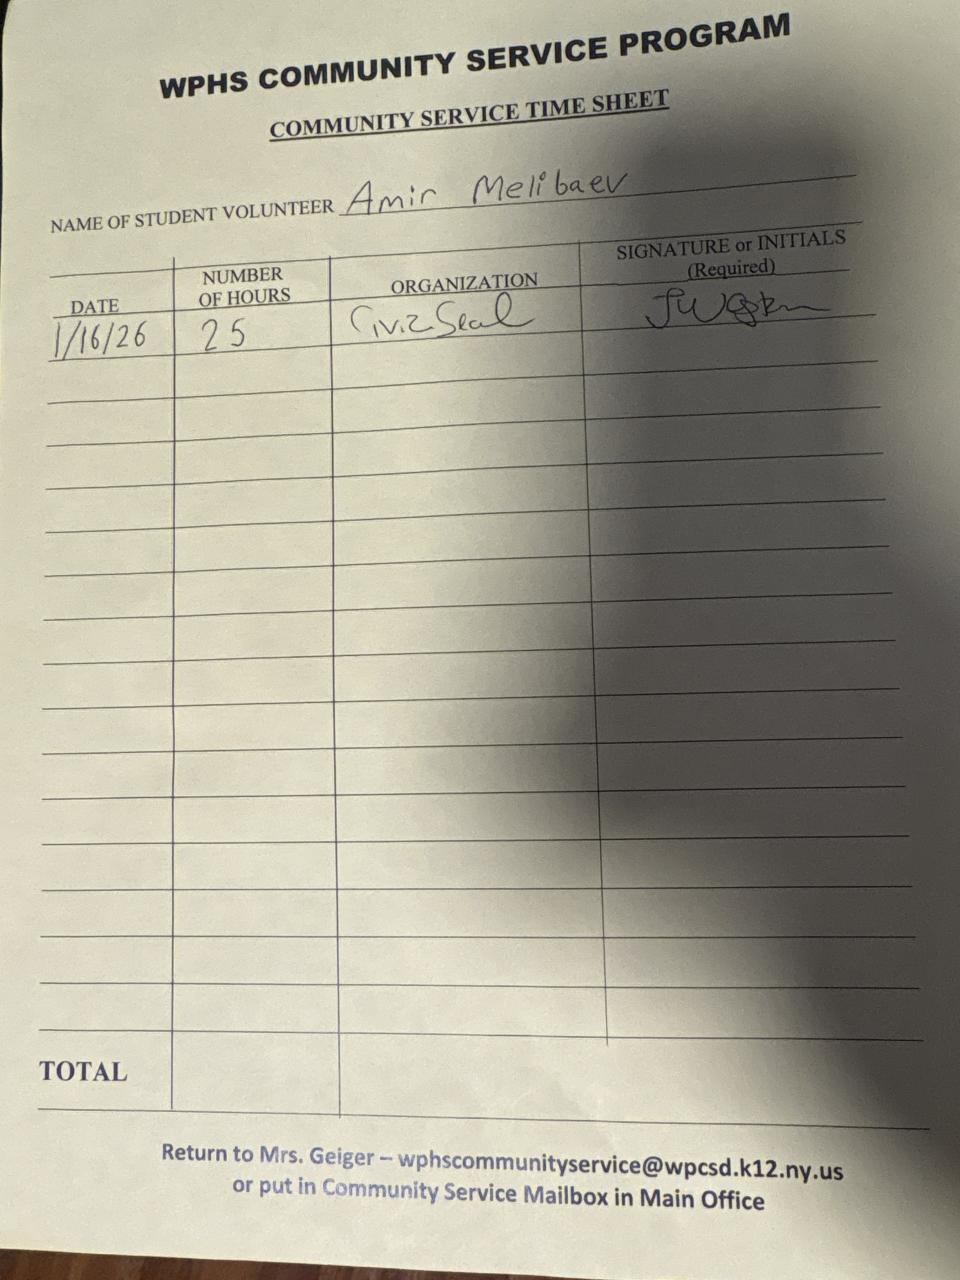 WPHS COMMUNITY SERVICE PROGRAM
COMMUNITY SERVICE TIME SHEET
NAME OF STUDENT VOLUNTEER Amir Melibaev
DATE NUMBER OF HOURS ORGANIZATION SIGNATURE or INITIALS (Required)
1/16/26 25 Civic Seal
TOTAL
Return to Mrs. Geiger – wphscommunityservice@wpcsd.k12.ny.us
or put in Community Service Mailbox in Main Office